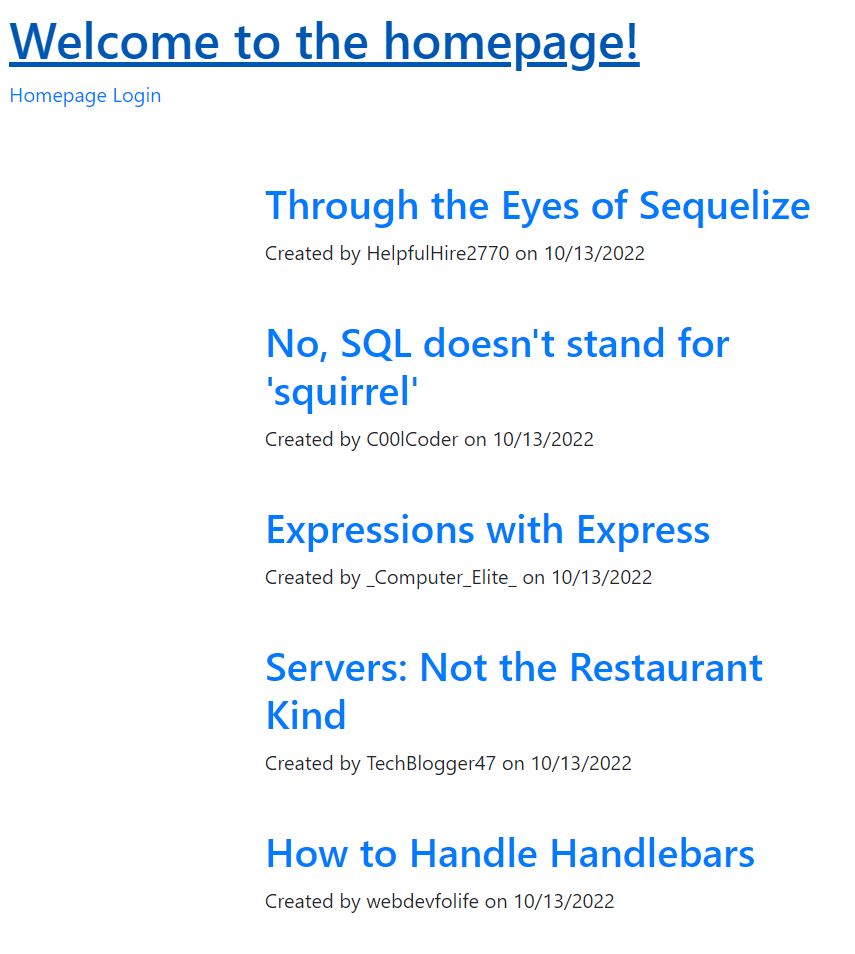 Welcome to the homepage!
Homepage Login
Through the Eyes of Sequelize
Created by HelpfulHire2770 on 10/13/2022
No, SQL doesn't stand for
'squirrel'
Created by C00lCoder on 10/13/2022
Expressions with Express
Created by _Computer_Elite_ on 10/13/2022
Servers: Not the Restaurant
Kind
Created by TechBlogger47 on 10/13/2022
How to Handle Handlebars
Created by webdevfolife on 10/13/2022